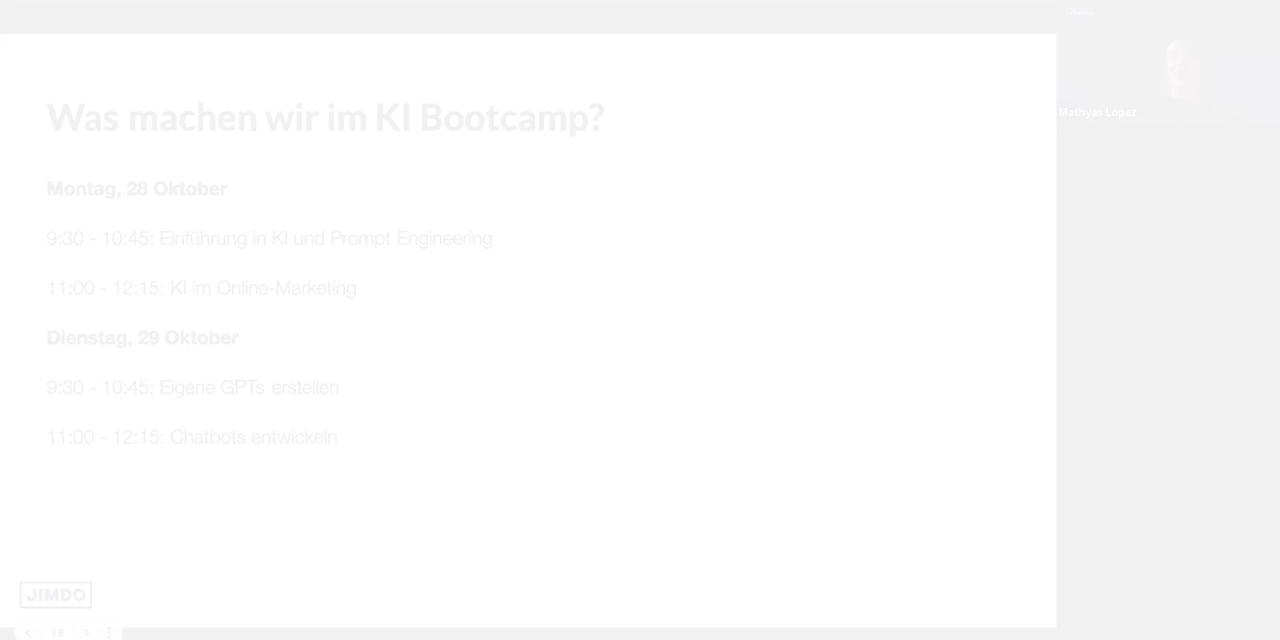 Was machen wir im KI Bootcamp?
Mathyas Lopez
Montag, 28 Oktober
9:30 - 10:45: Einführung in KI und Prompt Engineering
11:00 - 12:15: KI im Online-Marketing
Dienstag, 29 Oktober
9:30 - 10:45: Eigene GPTs erstellen
11:00 - 12:15: Chatbots entwickeln
JIMDO
18